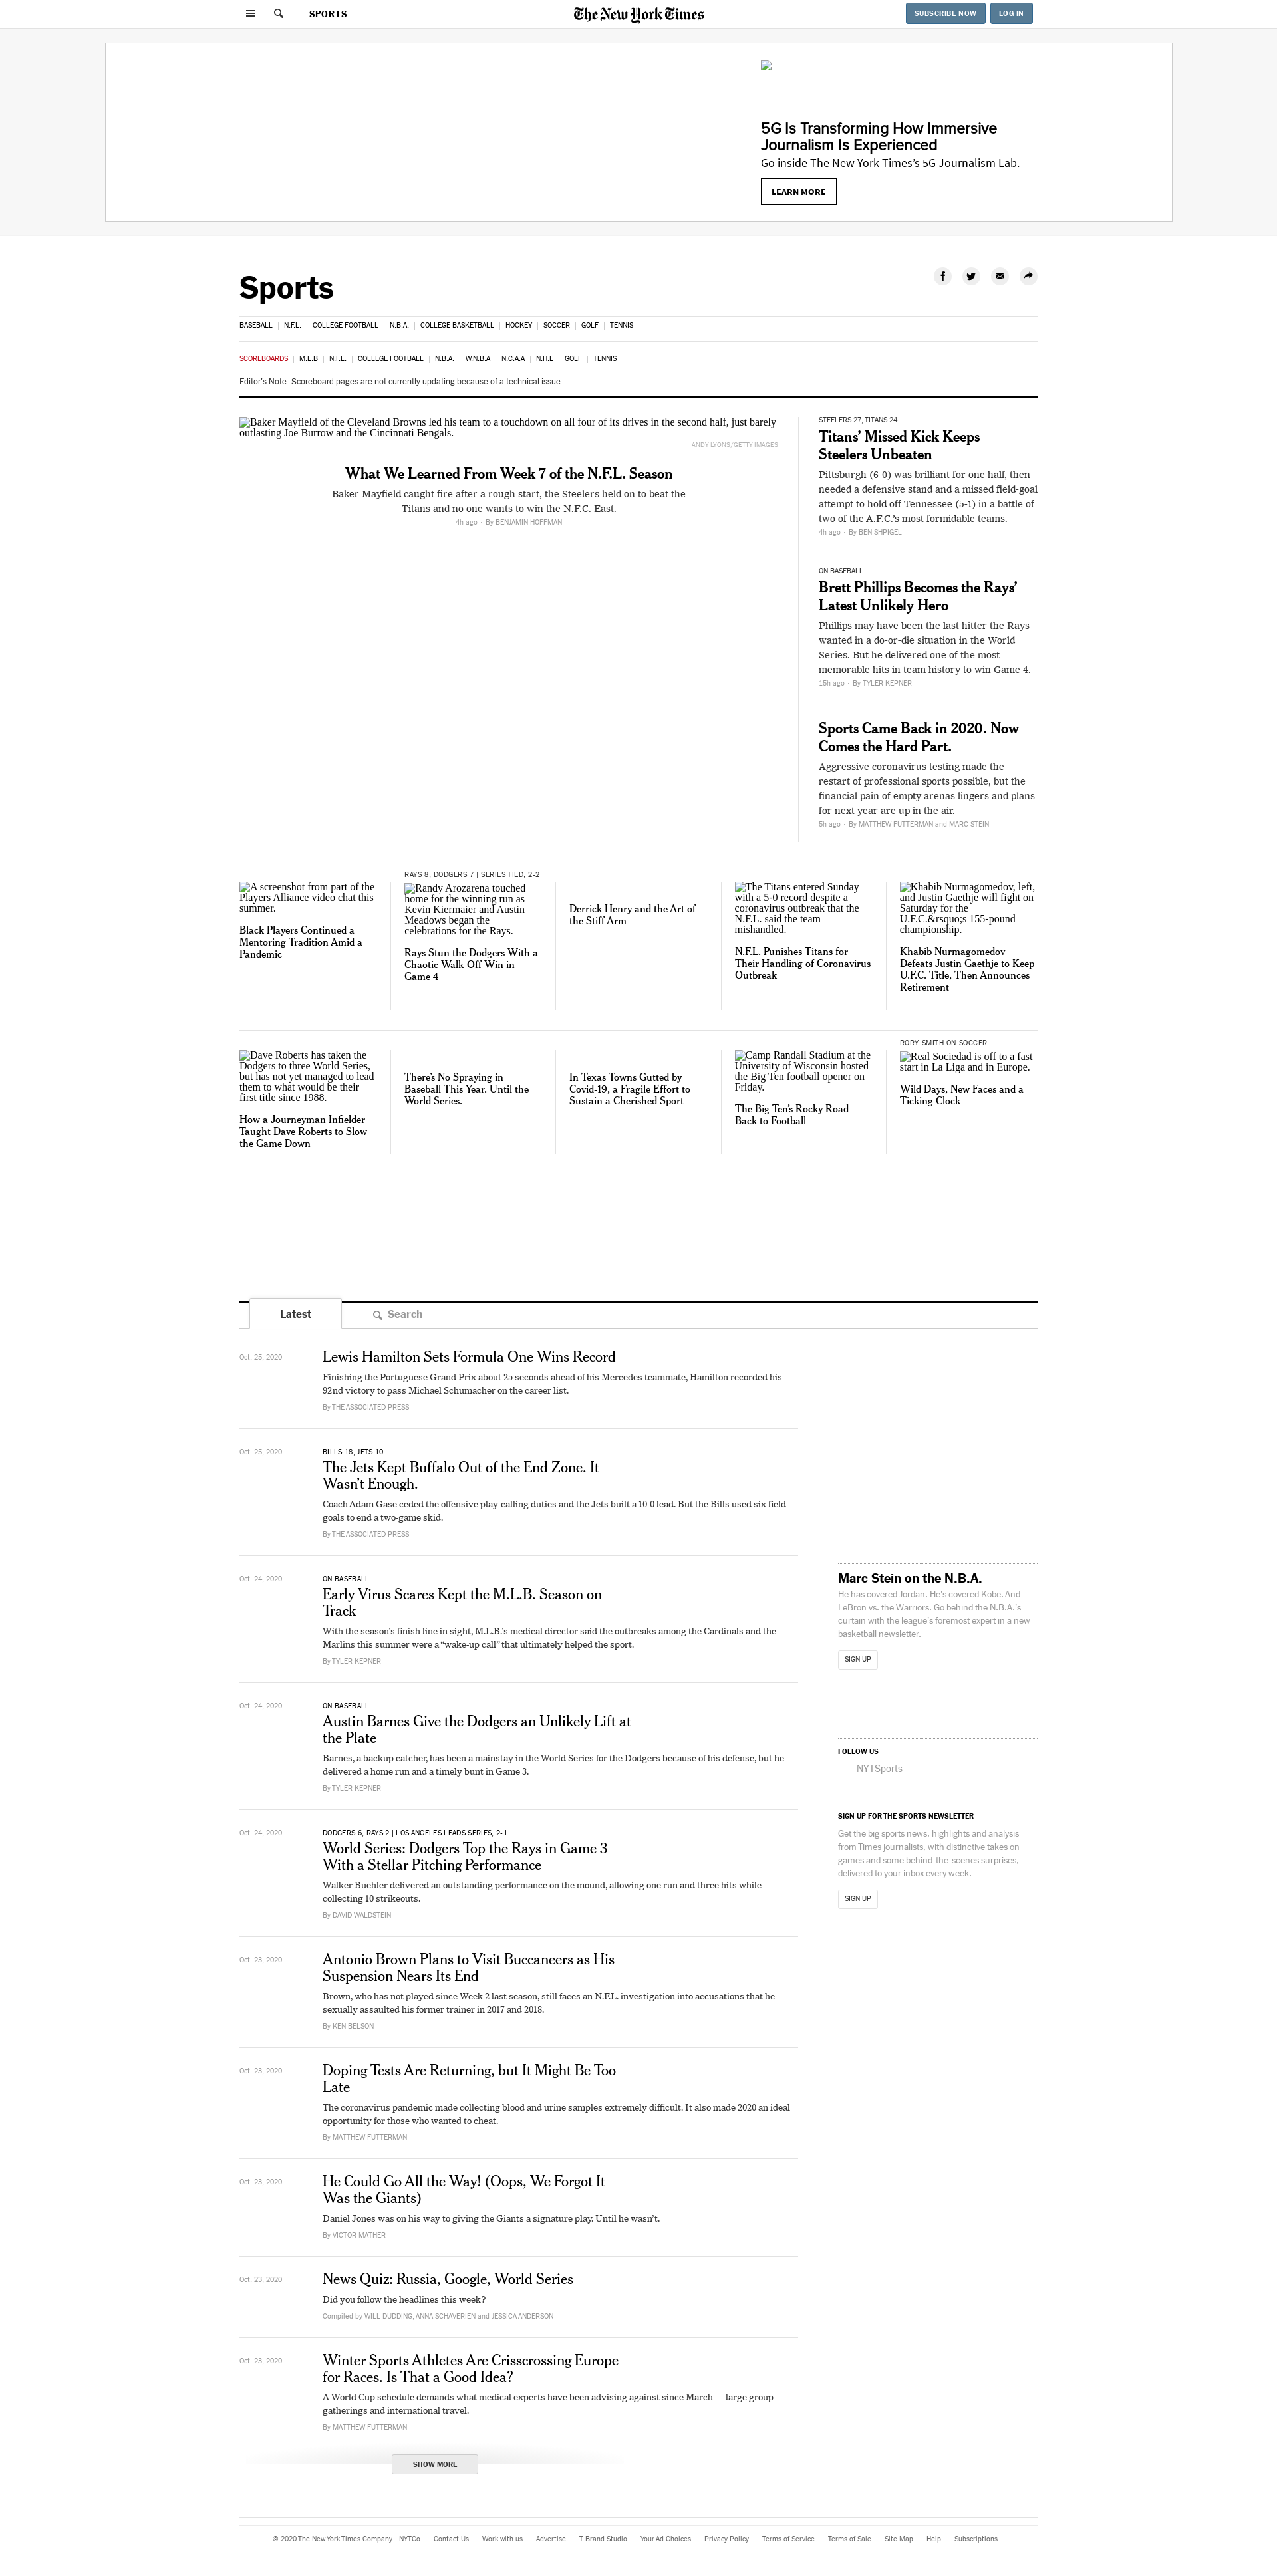 SPORTS
The New York Times
SUBSCRIBE NOW
LOG IN
5G Is Transforming How Immersive
Journalism Is Experienced
Go inside The New York Times's 5G Journalism Lab.
LEARN MORE
Sports
BASEBALL | N.F.L. | COLLEGE FOOTBALL | N.B.A. | COLLEGE BASKETBALL | HOCKEY | SOCCER | GOLF | TENNIS
SCOREBOARDS | M.L.B | N.F.L. | COLLEGE FOOTBALL | N.B.A. | W.N.B.A | N.C.A.A | N.H.L | GOLF | TENNIS
Editor's Note: Scoreboard pages are not currently updating because of a technical issue.
Baker Mayfield of the Cleveland Browns led his team to a touchdown on all four of its drives in the second half, just barely
outlasting Joe Burrow and the Cincinnati Bengals.
ANDY LYONS/GETTY IMAGES
What We Learned From Week 7 of the N.F.L. Season
Baker Mayfield caught fire after a rough start, the Steelers held on to beat the
Titans and no one wants to win the N.F.C. East.
4h ago • By BENJAMIN HOFFMAN
STEELERS 27, TITANS 24
Titans’ Missed Kick Keeps
Steelers Unbeaten
Pittsburgh (6-0) was brilliant for one half, then
needed a defensive stand and a missed field-goal
attempt to hold off Tennessee (5-1) in a battle of
two of the A.F.C.’s most formidable teams.
4h ago • By BEN SHPIGEL
ON BASEBALL
Brett Phillips Becomes the Rays’
Latest Unlikely Hero
Phillips may have been the last hitter the Rays
wanted in a do-or-die situation in the World
Series. But he delivered one of the most
memorable hits in team history to win Game 4.
15h ago • By TYLER KEPNER
Sports Came Back in 2020. Now
Comes the Hard Part.
Aggressive coronavirus testing made the
restart of professional sports possible, but the
financial pain of empty arenas lingers and plans
for next year are up in the air.
5h ago • By MATTHEW FUTTERMAN and MARC STEIN
A screenshot from part of the
Players Alliance video chat this
summer.
Black Players Continued a
Mentoring Tradition Amid a
Pandemic
RAYS 8, DODGERS 7 | SERIES TIED, 2-2
Randy Arozarena touched
home for the winning run as
Kevin Kiermaier and Austin
Meadows began the
celebrations for the Rays.
Rays Stun the Dodgers With a
Chaotic Walk-Off Win in
Game 4
Derrick Henry and the Art of
the Stiff Arm
The Titans entered Sunday
with a 5-0 record despite a
coronavirus outbreak that the
N.F.L. said the team
mishandled.
N.F.L. Punishes Titans for
Their Handling of Coronavirus
Outbreak
Khabib Nurmagomedov, left,
and Justin Gaethje will fight on
Saturday for the
U.F.C.&rsquo;s 155-pound
championship.
Khabib Nurmagomedov
Defeats Justin Gaethje to Keep
U.F.C. Title, Then Announces
Retirement
Dave Roberts has taken the
Dodgers to three World Series,
but has not yet managed to lead
them to what would be the their
first title since 1988.
How a Journeyman Infielder
Taught Dave Roberts to Slow
the Game Down
There’s No Spraying in
Baseball This Year. Until the
World Series.
In Texas Towns Gutted by
Covid-19, a Fragile Effort to
Sustain a Cherished Sport
Camp Randall Stadium at the
University of Wisconsin hosted
the Big Ten football opener on
Friday.
The Big Ten’s Rocky Road
Back to Football
RORY SMITH ON SOCCER
Real Sociedad is off to a fast
start in La Liga and in Europe.
Wild Days, New Faces and a
Ticking Clock
Latest
Search
Oct. 25, 2020
Lewis Hamilton Sets Formula One Wins Record
Finishing the Portuguese Grand Prix about 25 seconds ahead of his Mercedes teammate, Hamilton recorded his
92nd victory to pass Michael Schumacher on the career list.
By THE ASSOCIATED PRESS
Oct. 25, 2020
BILLS 18, JETS 10
The Jets Kept Buffalo Out of the End Zone. It
Wasn’t Enough.
Coach Adam Gase ceded the offensive play-calling duties and the Jets built a 10-0 lead. But the Bills used six field
goals to end a two-game skid.
By THE ASSOCIATED PRESS
Oct. 24, 2020
ON BASEBALL
Early Virus Scares Kept the M.L.B. Season on
Track
With the season’s finish line in sight, M.L.B.’s medical director said the outbreaks among the Cardinals and the
Marlins this summer were a “wake-up call” that ultimately helped the sport.
By TYLER KEPNER
Oct. 24, 2020
ON BASEBALL
Austin Barnes Give the Dodgers an Unlikely Lift at
the Plate
Barnes, a backup catcher, has been a mainstay in the World Series for the Dodgers because of his defense, but he
delivered a home run and a timely bunt in Game 3.
By TYLER KEPNER
Oct. 24, 2020
DODGERS 6, RAYS 2 | LOS ANGELES LEADS SERIES, 2-1
World Series: Dodgers Top the Rays in Game 3
With a Stellar Pitching Performance
Walker Buehler delivered an outstanding performance on the mound, allowing one run and three hits while
collecting 10 strikeouts.
By DAVID WALDSTEIN
Oct. 23, 2020
Antonio Brown Plans to Visit Buccaneers as His
Suspension Nears Its End
Brown, who has not played since Week 2 last season, still faces an N.F.L. investigation into accusations that he
sexually assaulted his former trainer in 2017 and 2018.
By KEN BELSON
Oct. 23, 2020
Doping Tests Are Returning, but It Might Be Too
Late
The coronavirus pandemic made collecting blood and urine samples extremely difficult. It also made 2020 an ideal
opportunity for those who wanted to cheat.
By MATTHEW FUTTERMAN
Oct. 23, 2020
He Could Go All the Way! (Oops, We Forgot It
Was the Giants)
Daniel Jones was on his way to giving the Giants a signature play. Until he wasn’t.
By VICTOR MATHER
Oct. 23, 2020
News Quiz: Russia, Google, World Series
Did you follow the headlines this week?
Compiled by WILL DUDDING, ANNA SCHAVERIEN and JESSICA ANDERSON
Oct. 23, 2020
Winter Sports Athletes Are Crisscrossing Europe
for Races. Is That a Good Idea?
A World Cup schedule demands what medical experts have been advising against since March — large group
gatherings and international travel.
By MATTHEW FUTTERMAN
SHOW MORE
Marc Stein on the N.B.A.
He has covered Jordan. He’s covered Kobe. And
LeBron vs. the Warriors. Go behind the N.B.A.’s
curtain with the league’s foremost expert in a new
basketball newsletter.
SIGN UP
FOLLOW US
NYTSports
SIGN UP FOR THE SPORTS NEWSLETTER
Get the big sports news, highlights and analysis
from Times journalists, with distinctive takes on
games and some behind-the-scenes surprises,
delivered to your inbox every week.
SIGN UP
© 2020 The New York Times Company NYTCo Contact Us Work with us Advertise T Brand Studio Your Ad Choices Privacy Policy Terms of Service Terms of Sale Site Map Help Subscriptions